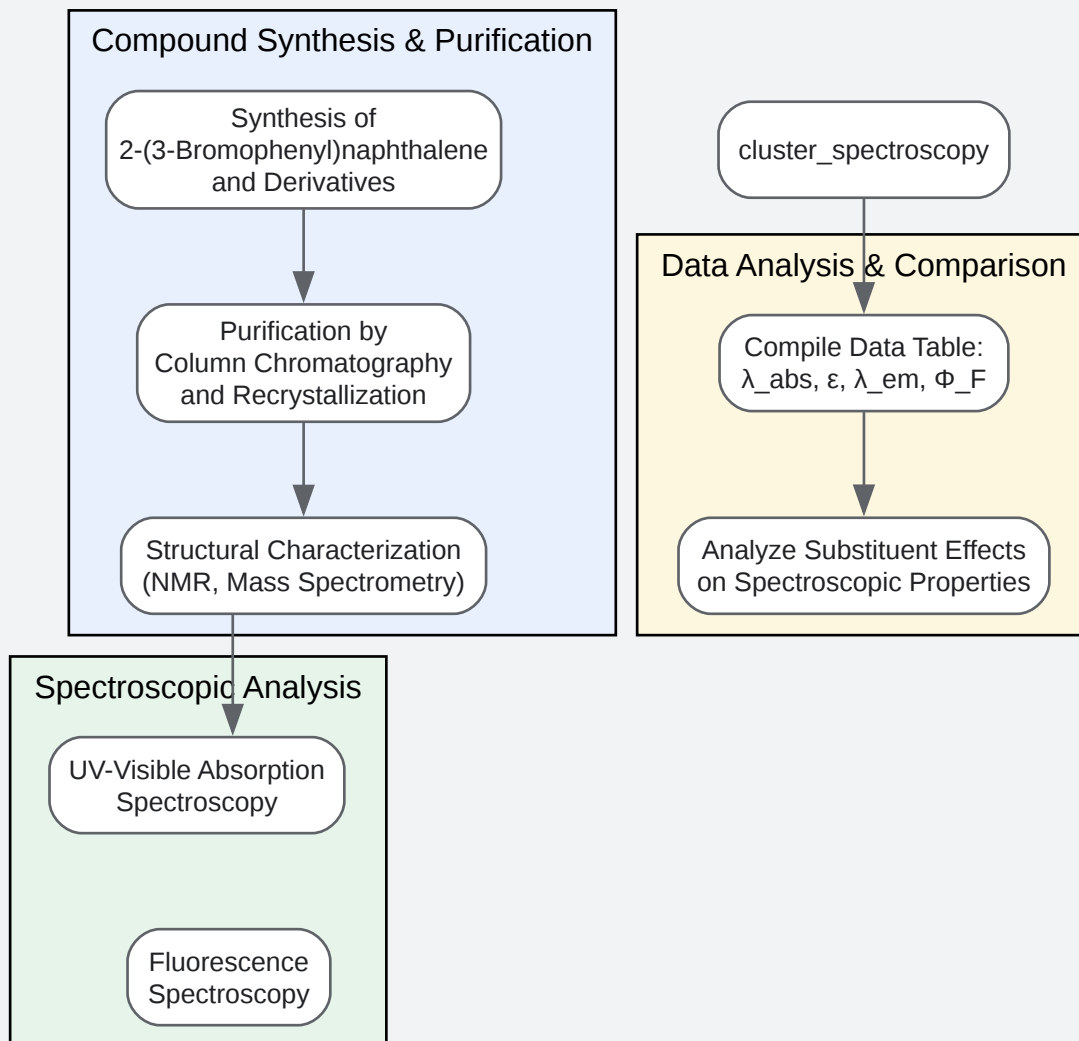 Compound Synthesis & Purification
Synthesis of
2-(3-Bromophenyl)naphthalene
and Derivatives
Purification by
Column Chromatography
and Recrystallization
Structural Characterization
(NMR, Mass Spectrometry)
Spectroscopic Analysis
UV-Visible Absorption
Spectroscopy
Fluorescence
Spectroscopy
cluster_spectroscopy
Data Analysis & Comparison
Compile Data Table:
λ_abs, ε, λ_em, Φ_F
Analyze Substituent Effects
on Spectroscopic Properties